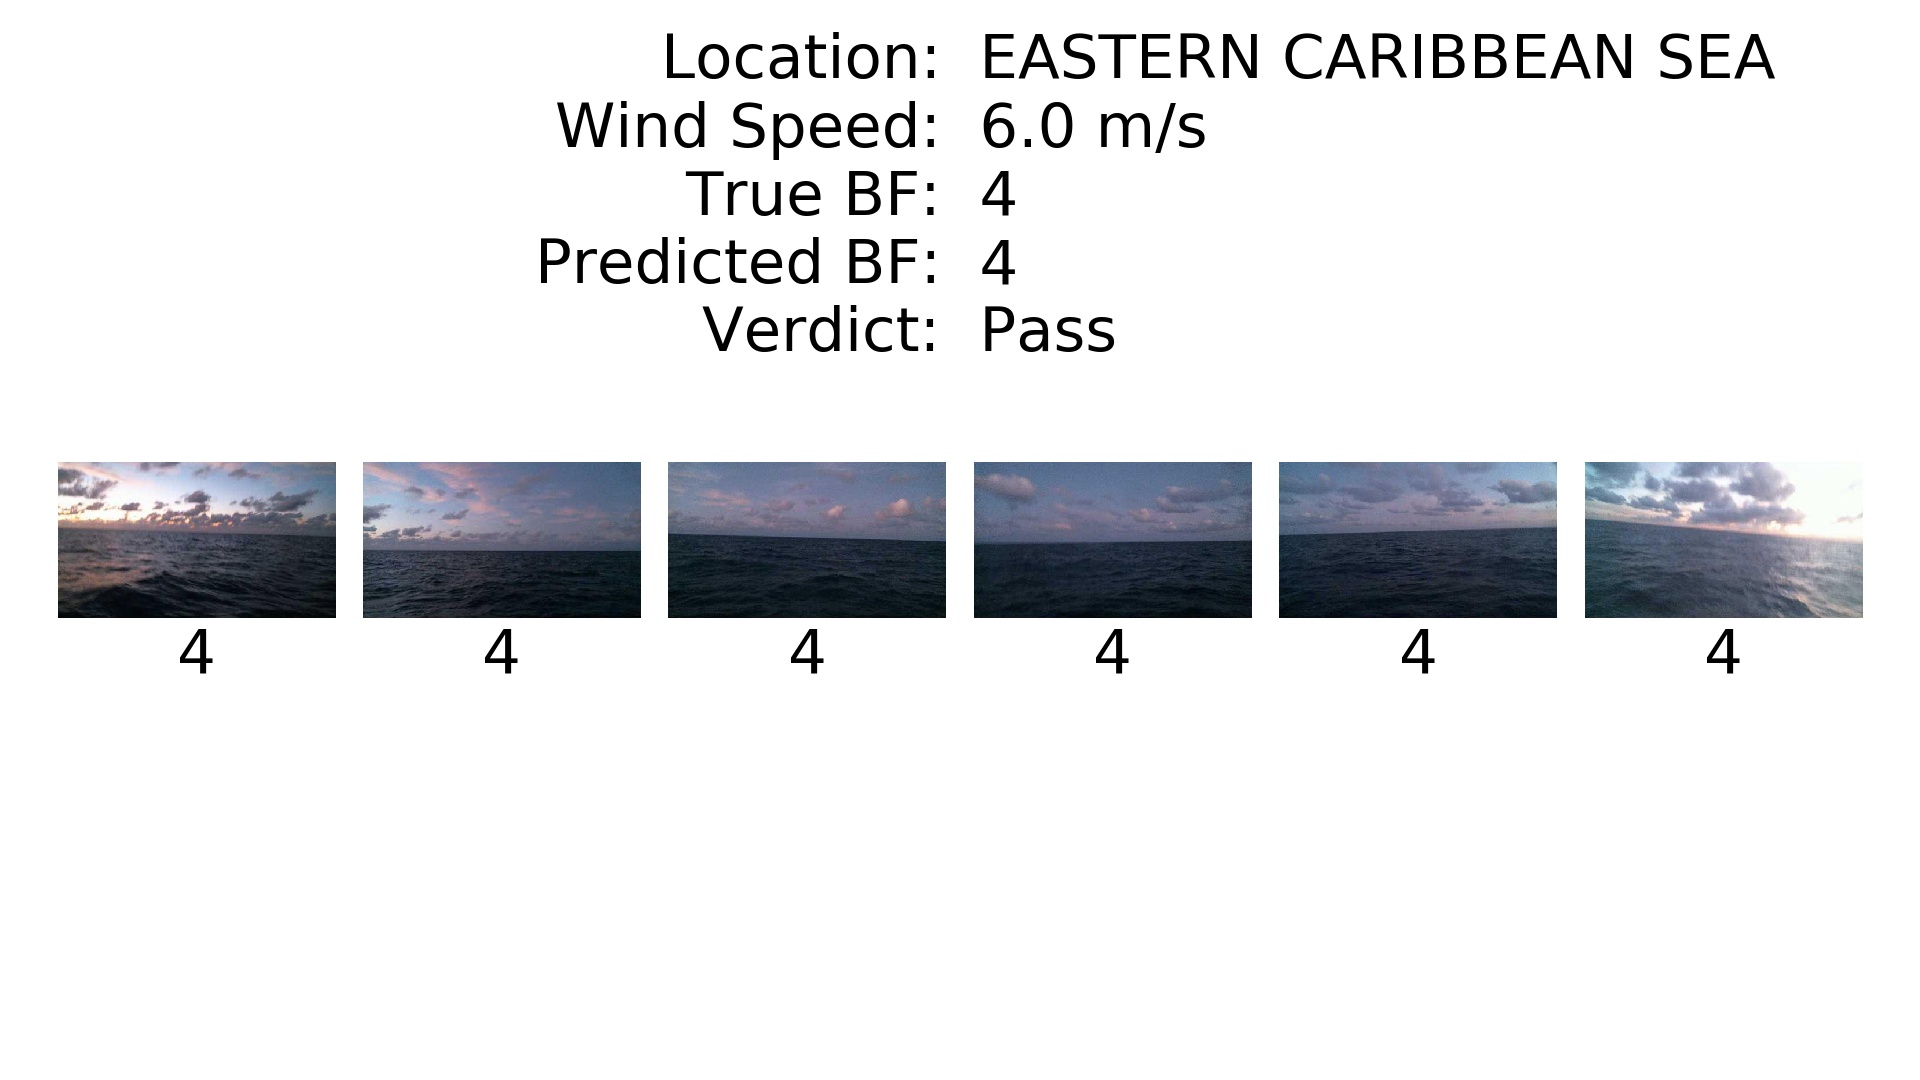 Location: EASTERN CARIBBEAN SEA
Wind Speed: 6.0 m/s
True BF: 4
Predicted BF: 4
Verdict: Pass
4 4 4 4 4 4